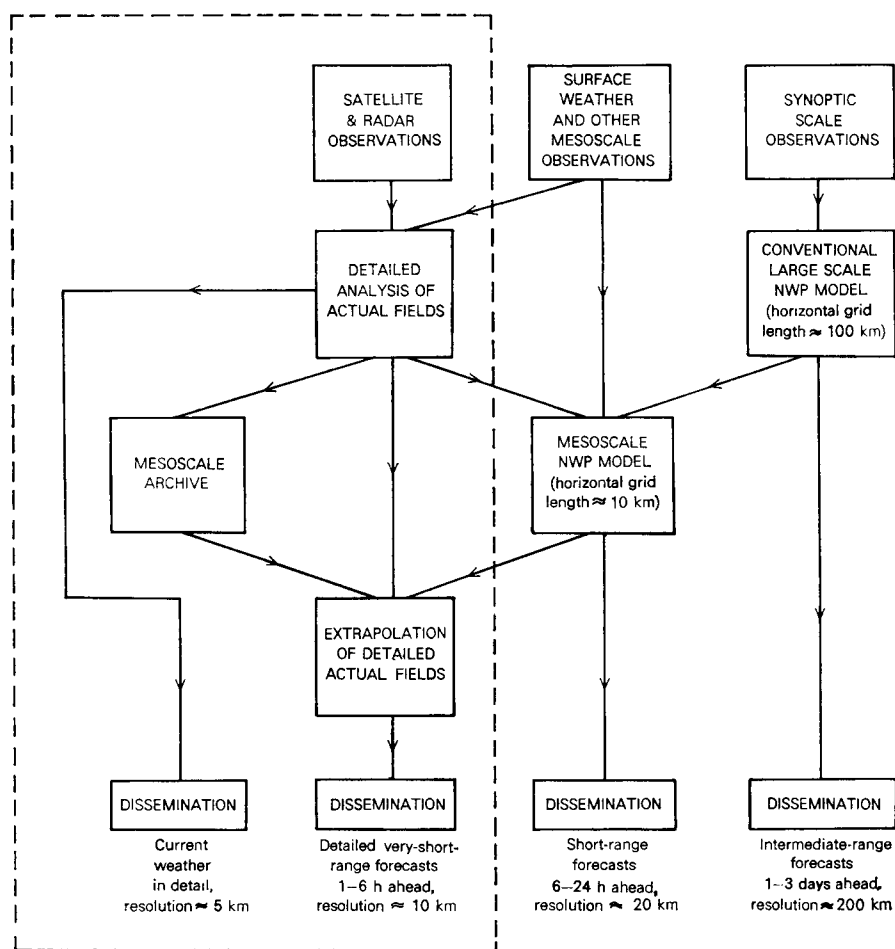 SATELLITE
& RADAR
OBSERVATIONS
SURFACE
WEATHER
AND OTHER
MESOSCALE
OBSERVATIONS
SYNOPTIC
SCALE
OBSERVATIONS
DETAILED
ANALYSIS OF
ACTUAL FIELDS
CONVENTIONAL
LARGE SCALE
NWP MODEL
(horizontal grid
length ≈ 100 km)
MESOSCALE
ARCHIVE
MESOSCALE
NWP MODEL
(horizontal grid
length ≈ 10 km)
EXTRAPOLATION
OF DETAILED
ACTUAL FIELDS
DISSEMINATION
Current
weather
in detail,
resolution ≈ 5 km
DISSEMINATION
Detailed very-short-
range forecasts
1–6 h ahead,
resolution ≈ 10 km
DISSEMINATION
Short-range
forecasts
6–24 h ahead,
resolution ≈ 20 km
DISSEMINATION
Intermediate-range
forecasts
1–3 days ahead,
resolution ≈ 200 km